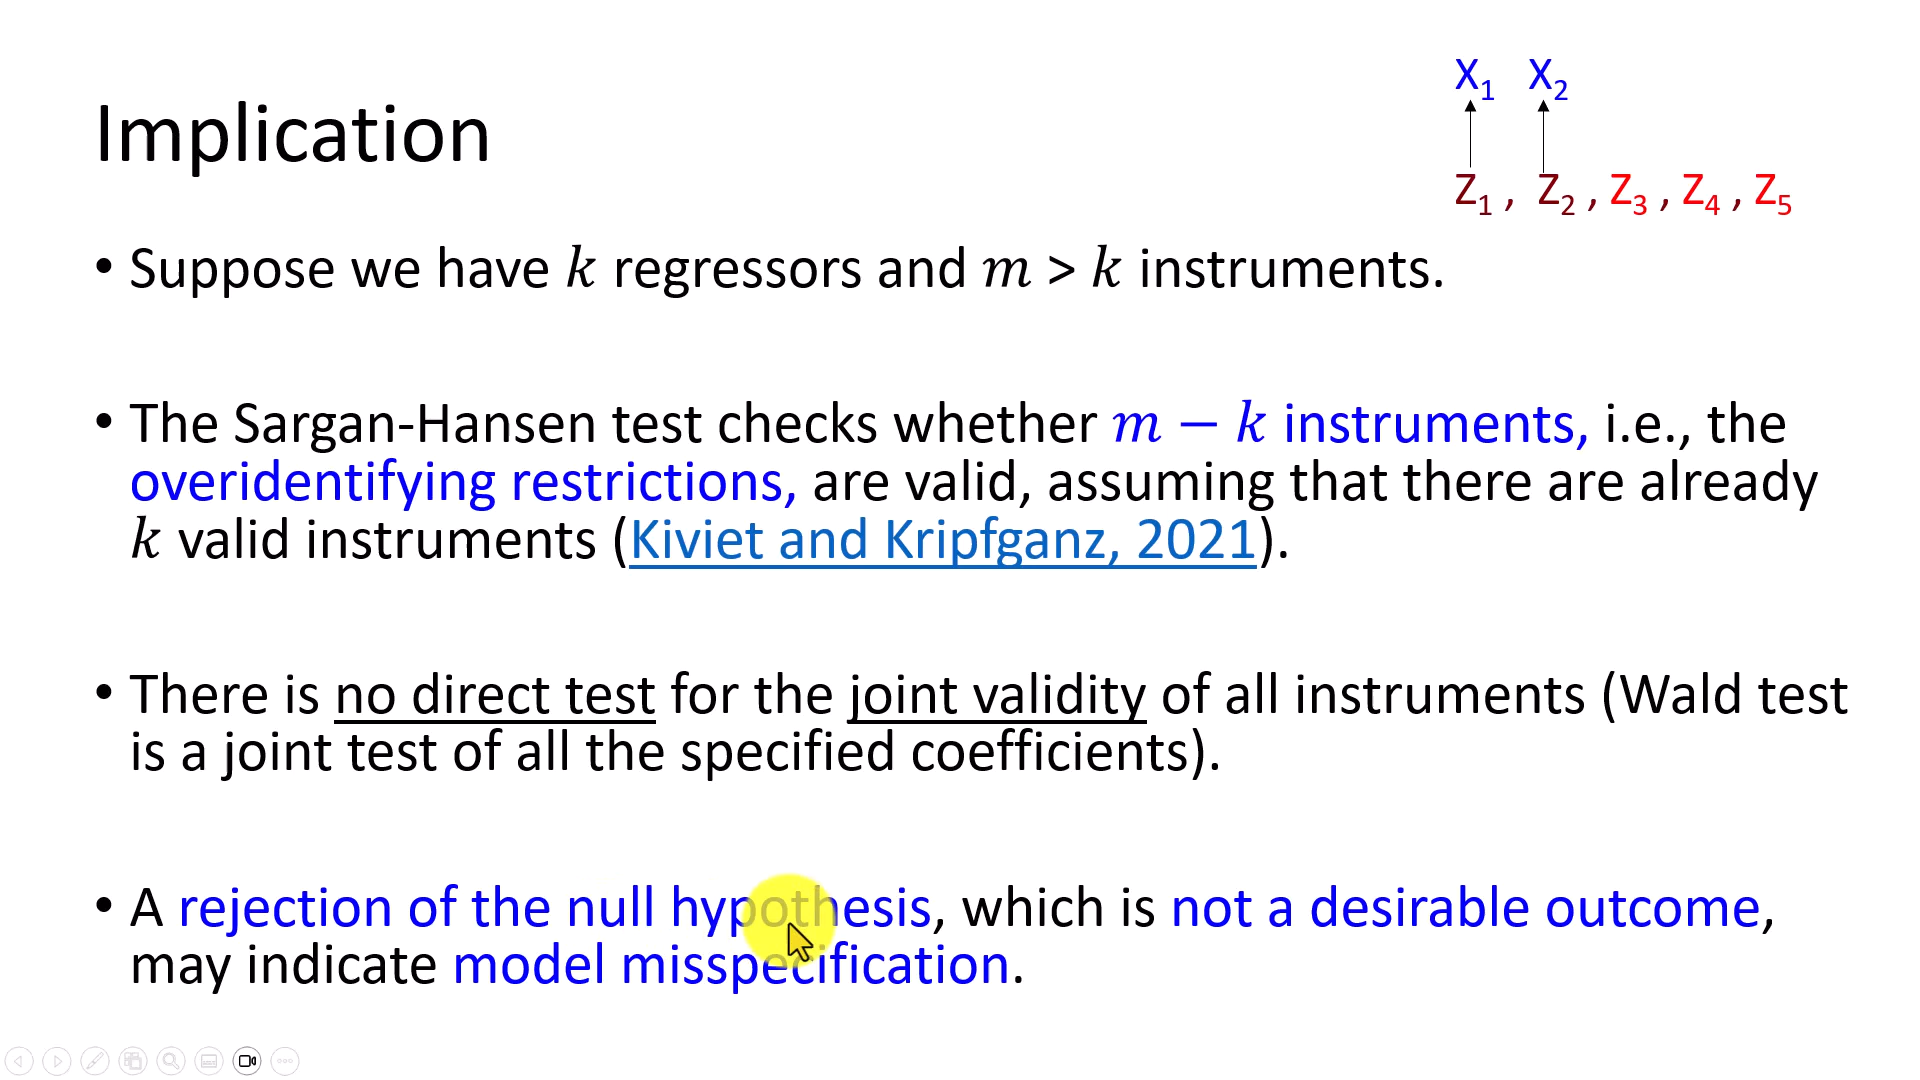 X1 X2
Implication
Z1 , Z2 , Z3 , Z4 , Z5
• Suppose we have k regressors and m > k instruments.
• The Sargan-Hansen test checks whether m − k instruments, i.e., the
overidentifying restrictions, are valid, assuming that there are already
k valid instruments (Kiviet and Kripfganz, 2021).
• There is no direct test for the joint validity of all instruments (Wald test
is a joint test of all the specified coefficients).
• A rejection of the null hypothesis, which is not a desirable outcome,
may indicate model misspecification.